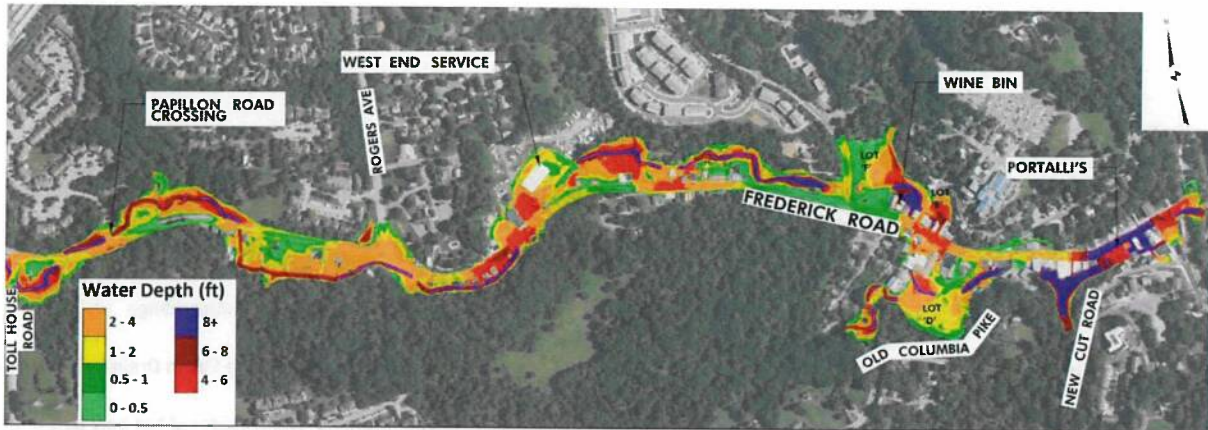 WEST END SERVICE
WINE BIN
PAPILLON ROAD
CROSSING
ROGERS AVE
LOT
PORTALLI'S
LOT
FREDERICK ROAD
TOLL HOUSE
ROAD
Water Depth (ft)
2 - 4
8+
1 - 2
6 - 8
0.5 - 1
4 - 6
0 - 0.5
LOT
'D'
OLD COLUMBIA PIKE
NEW CUT ROAD